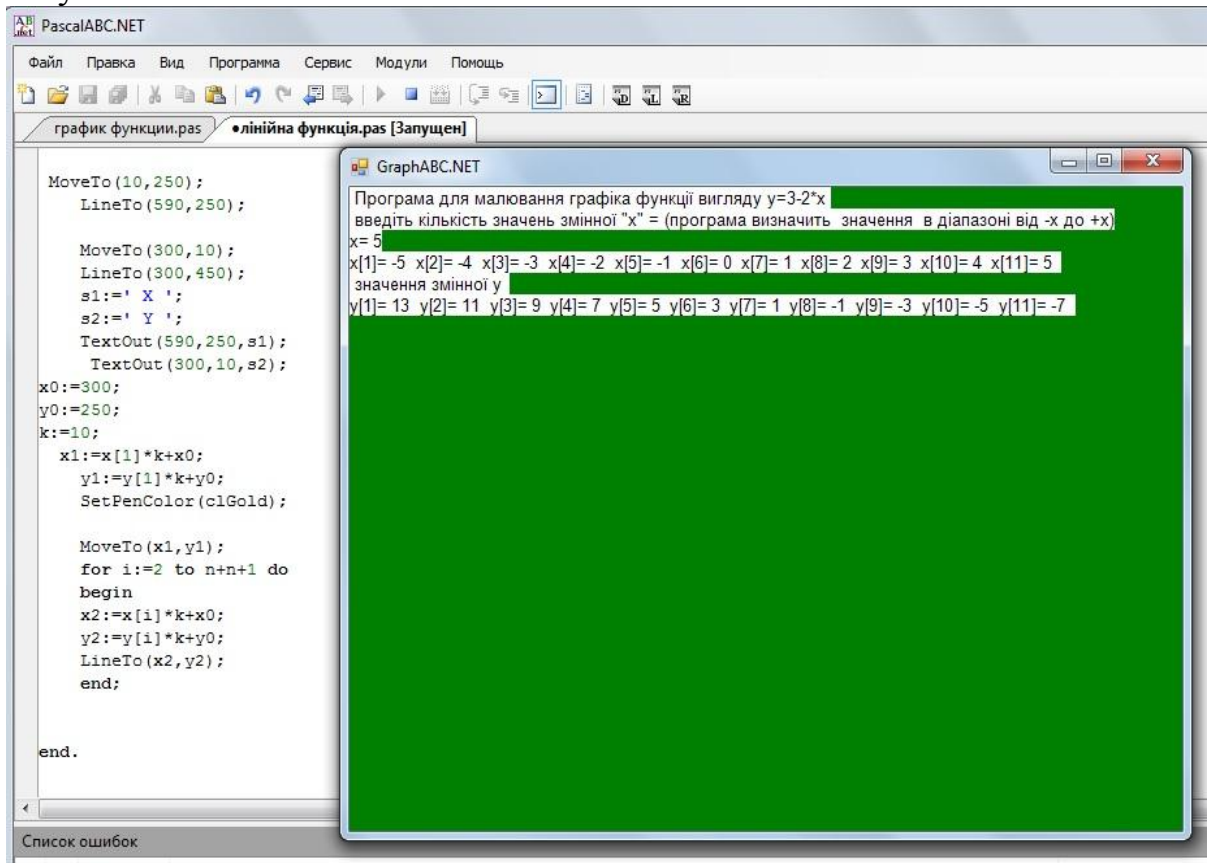 PascalABC.NET
Файл Правка Вид Программа Сервис Модули Помощь
график функции.pas •лінійна функція.pas [Запущен]
MoveTo(10,250);
LineTo(590,250);
MoveTo(300,10);
LineTo(300,450);
s1:=' X ';
s2:=' Y ';
TextOut(590,250,s1);
TextOut(300,10,s2);
x0:=300;
y0:=250;
k:=10;
x1:=x[1]*k+x0;
y1:=y[1]*k+y0;
SetPenColor(clGold);
MoveTo(x1,y1);
for i:=2 to n+n+1 do
begin
x2:=x[i]*k+x0;
y2:=y[i]*k+y0;
LineTo(x2,y2);
end;
end.
GraphABC.NET
Програма для малювання графіка функції вигляду y=3-2*x
введіть кількість значень змінної "x" = (програма визначить значення в діапазоні від -x до +x)
x= 5
x[1]= -5 x[2]= -4 x[3]= -3 x[4]= -2 x[5]= -1 x[6]= 0 x[7]= 1 x[8]= 2 x[9]= 3 x[10]= 4 x[11]= 5
значення змінної y
y[1]= 13 y[2]= 11 y[3]= 9 y[4]= 7 y[5]= 5 y[6]= 3 y[7]= 1 y[8]= -1 y[9]= -3 y[10]= -5 y[11]= -7
Список ошибок